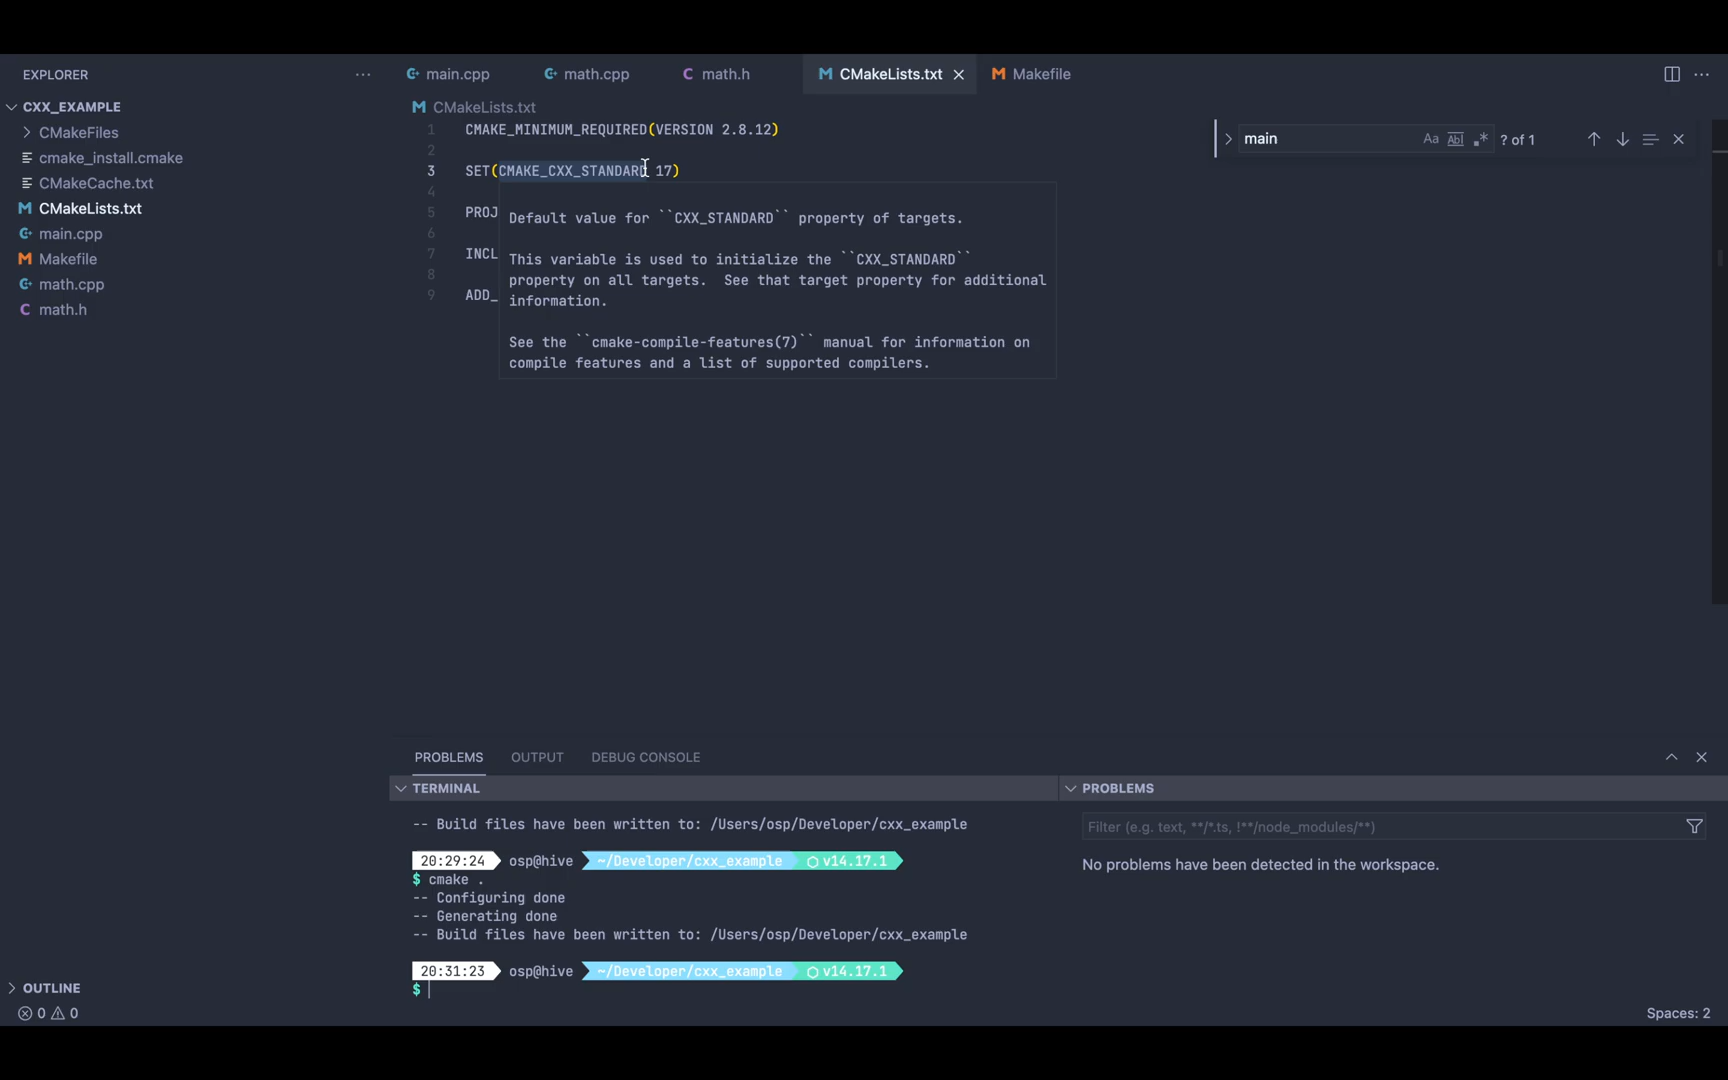 EXPLORER
CXX_EXAMPLE
CMakeFiles
cmake_install.cmake
CMakeCache.txt
M CMakeLists.txt
main.cpp
M Makefile
math.cpp
C math.h
OUTLINE
0 0
main.cpp
math.cpp
C math.h
M CMakeLists.txt
M Makefile
M CMakeLists.txt
1 CMAKE_MINIMUM_REQUIRED(VERSION 2.8.12)
2
3 SET(CMAKE_CXX_STANDARD 17)
4
5 PROJ
6
7 INCL
8
9 ADD_
Default value for ``CXX_STANDARD`` property of targets.
This variable is used to initialize the ``CXX_STANDARD``
property on all targets.  See that target property for additional
information.
See the ``cmake-compile-features(7)`` manual for information on
compile features and a list of supported compilers.
main Aa Ab .* ? of 1
PROBLEMS OUTPUT DEBUG CONSOLE
TERMINAL
-- Build files have been written to: /Users/osp/Developer/cxx_example
20:29:24 osp@hive ~/Developer/cxx_example v14.17.1
$ cmake .
-- Configuring done
-- Generating done
-- Build files have been written to: /Users/osp/Developer/cxx_example
20:31:23 osp@hive ~/Developer/cxx_example v14.17.1
$
PROBLEMS
Filter (e.g. text, **/*.ts, !**/node_modules/**)
No problems have been detected in the workspace.
Spaces: 2